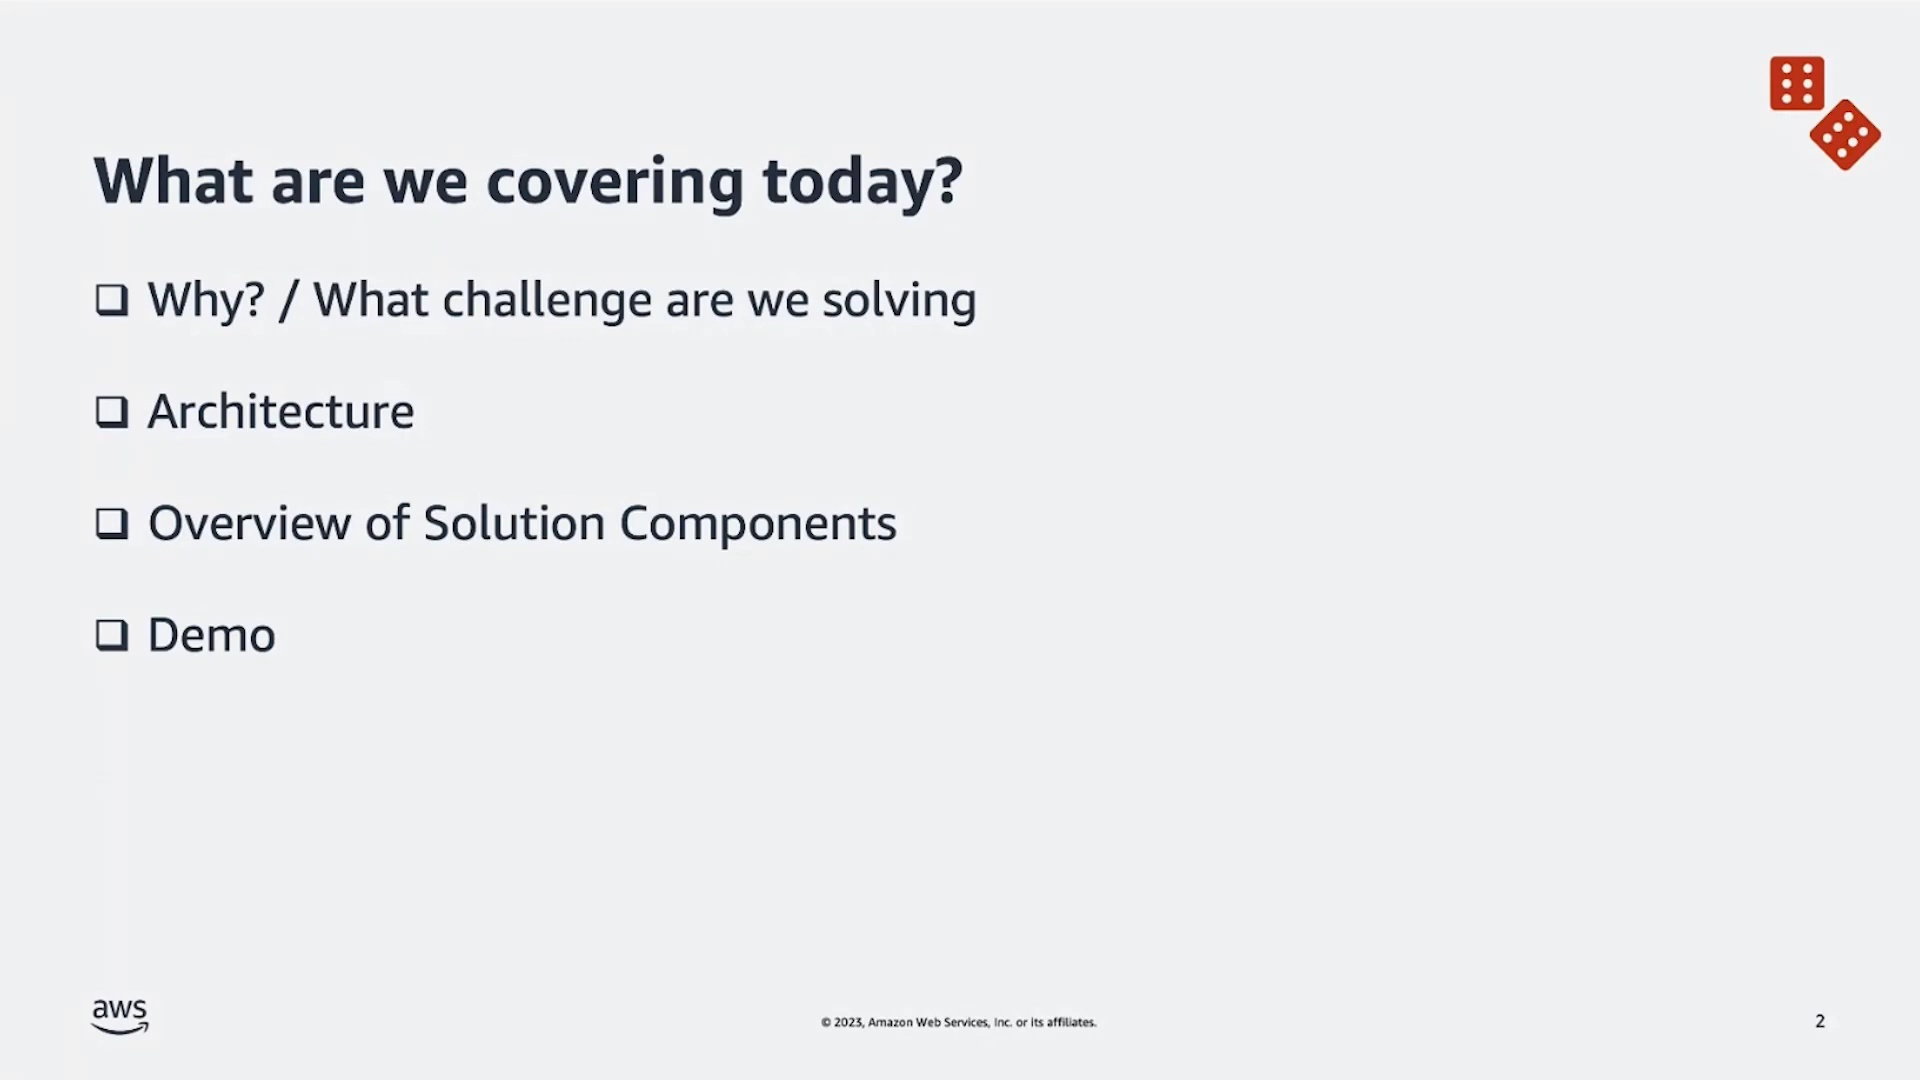 What are we covering today?
❑ Why? / What challenge are we solving
❑ Architecture
❑ Overview of Solution Components
❑ Demo
aws
© 2023, Amazon Web Services, Inc. or its affiliates.
2